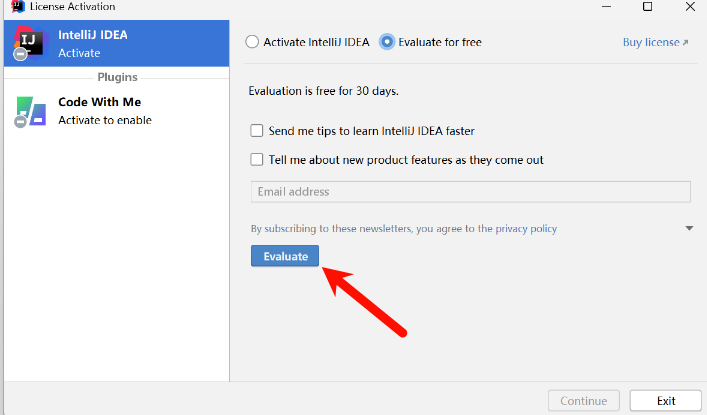 License Activation
IntelliJ IDEA
Activate
Plugins
Code With Me
Activate to enable
Activate IntelliJ IDEA Evaluate for free Buy license↗
Evaluation is free for 30 days.
Send me tips to learn IntelliJ IDEA faster
Tell me about new product features as they come out
Email address
By subscribing to these newsletters, you agree to the privacy policy
Evaluate
Continue Exit